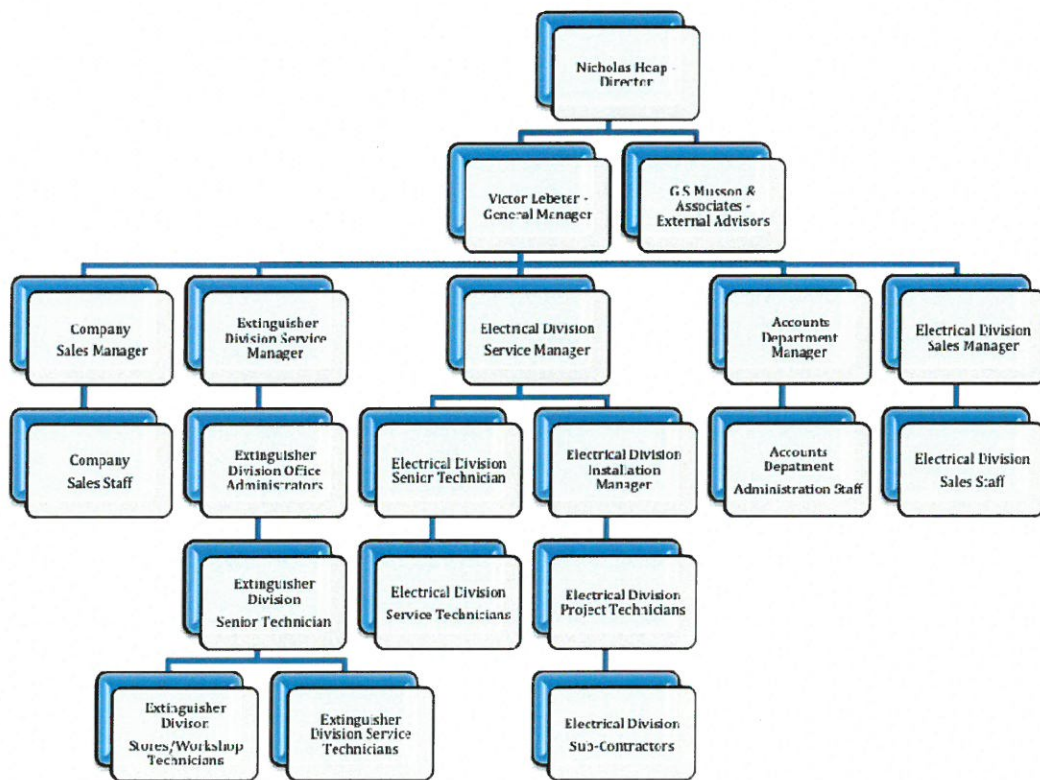 Nicholas Heap -
Director
Victor Lebeter -
General Manager
G.S Musson &
Associates -
External Advisors
Company
Sales Manager
Extinguisher
Division Service
Manager
Electrical Division
Service Manager
Accounts
Department
Manager
Electrical Division
Sales Manager
Company
Sales Staff
Extinguisher
Division Office
Administrators
Electrical Division
Senior Technician
Electrical Division
Installation
Manager
Accounts
Depatment
Administration Staff
Electrical Division
Sales Staff
Extinguisher
Division
Senior Technician
Electrical Division
Service Technicians
Electrical Division
Project Technicians
Extinguisher
Divison
Stores/Workshop
Technicians
Extinguisher
Division Service
Technicians
Electrical Division
Sub-Contractors